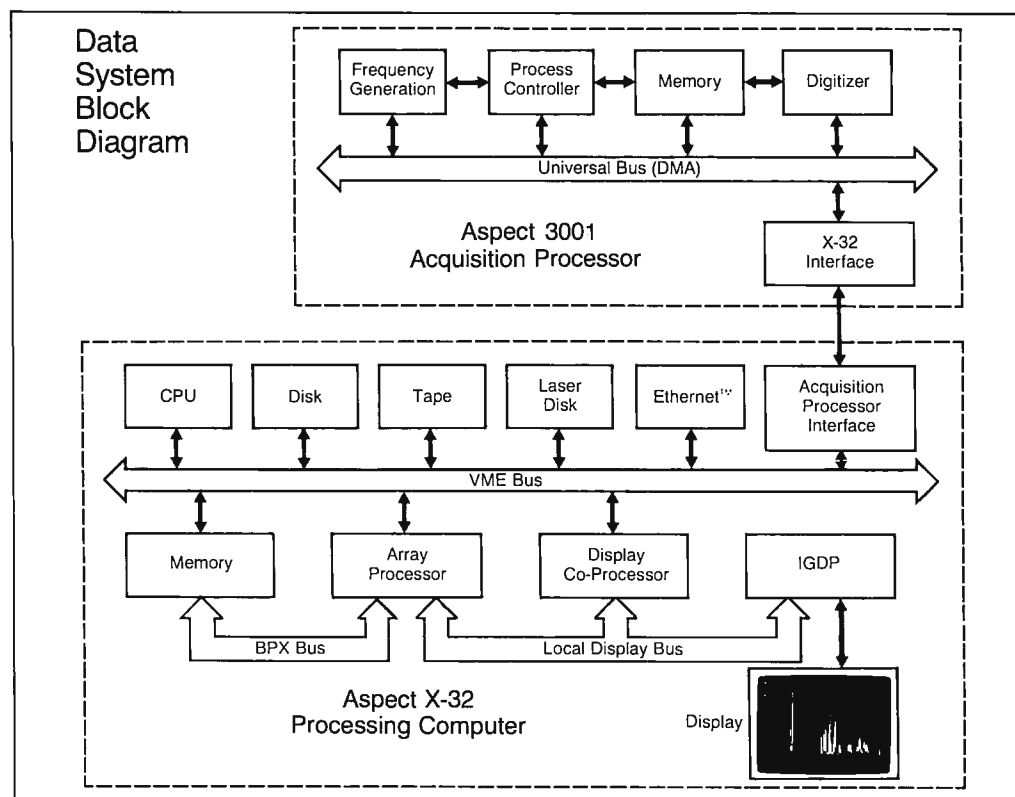 Data
System
Block
Diagram
Frequency
Generation
Process
Controller
Memory
Digitizer
Universal Bus (DMA)
Aspect 3001
Acquisition Processor
X-32
Interface
CPU
Disk
Tape
Laser
Disk
Ethernet™
Acquisition
Processor
Interface
VME Bus
Memory
Array
Processor
Display
Co-Processor
IGDP
BPX Bus
Local Display Bus
Aspect X-32
Processing Computer
Display